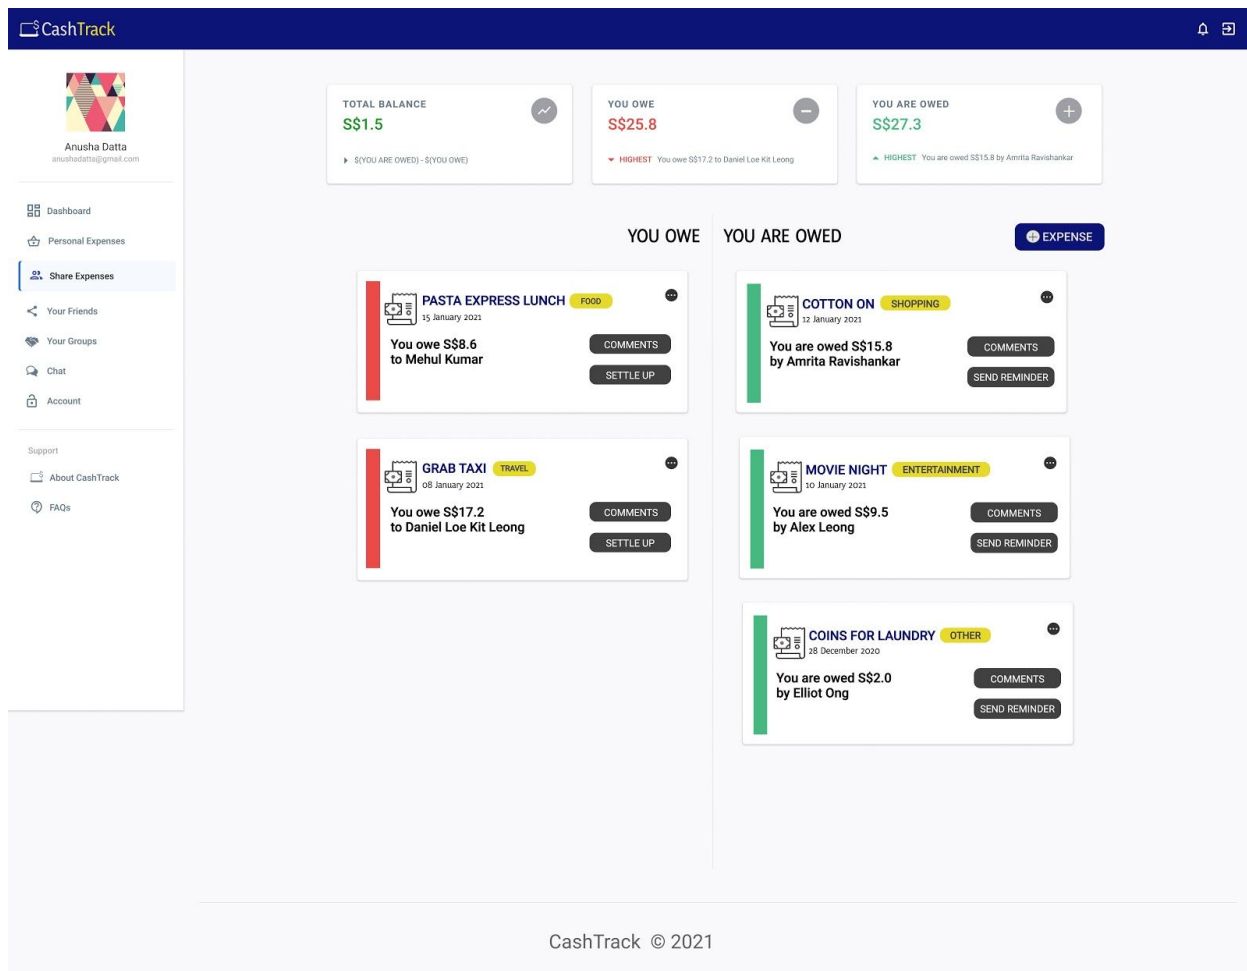 CashTrack
Anusha Datta
anushadatta@gmail.com
Dashboard
Personal Expenses
Share Expenses
Your Friends
Your Groups
Chat
Account
Support
About CashTrack
FAQs
TOTAL BALANCE
S$1.5
$(YOU ARE OWED) - $(YOU OWE)
YOU OWE
S$25.8
HIGHEST You owe S$17.2 to Daniel Loe Kit Leong
YOU ARE OWED
S$27.3
HIGHEST You are owed S$15.8 by Amrita Ravishankar
YOU OWE
YOU ARE OWED
EXPENSE
PASTA EXPRESS LUNCH FOOD
15 January 2021
You owe S$8.6
to Mehul Kumar
COMMENTS
SETTLE UP
GRAB TAXI TRAVEL
08 January 2021
You owe S$17.2
to Daniel Loe Kit Leong
COMMENTS
SETTLE UP
COTTON ON SHOPPING
12 January 2021
You are owed S$15.8
by Amrita Ravishankar
COMMENTS
SEND REMINDER
MOVIE NIGHT ENTERTAINMENT
10 January 2021
You are owed S$9.5
by Alex Leong
COMMENTS
SEND REMINDER
COINS FOR LAUNDRY OTHER
28 December 2020
You are owed S$2.0
by Elliot Ong
COMMENTS
SEND REMINDER
CashTrack © 2021